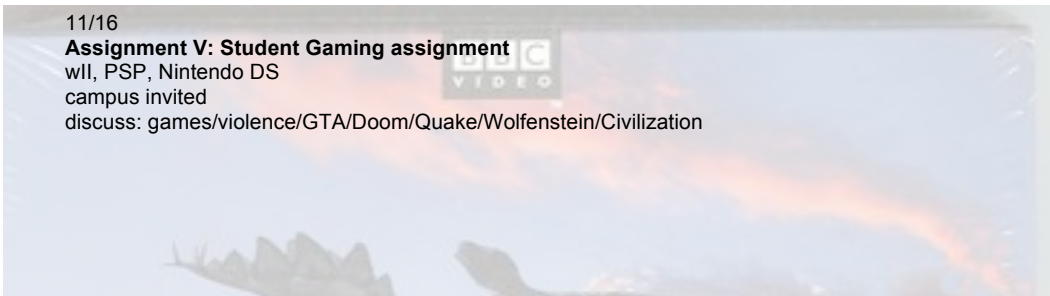 11/16
Assignment V: Student Gaming assignment
wII, PSP, Nintendo DS
campus invited
discuss: games/violence/GTA/Doom/Quake/Wolfenstein/Civilization
BBC
VIDEO